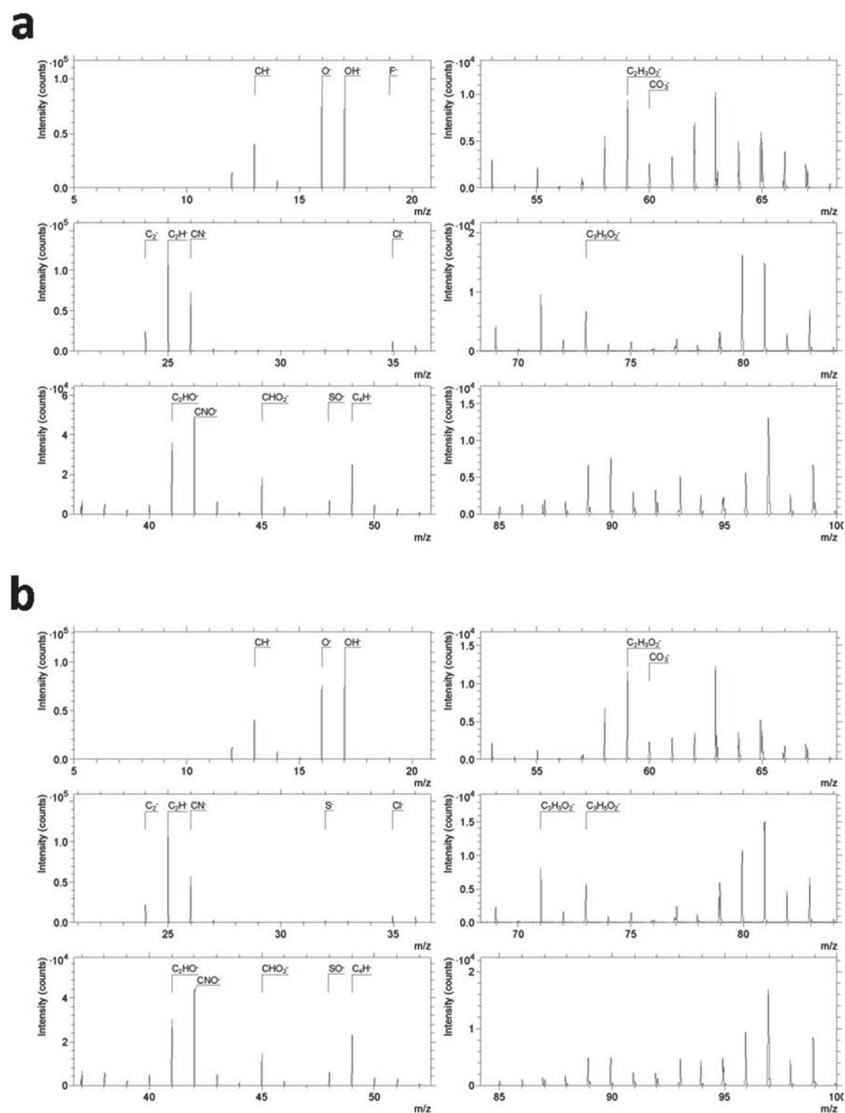 a
·10⁵
Intensity (counts)
CH⁻ O⁻ OH⁻ F⁻
1.0
0.5
0.0
5 10 15 20
m/z
·10⁴
Intensity (counts)
C₂H₃O₂⁻
CO₃⁻
1.0
0.5
0.0
55 60 65
m/z
·10⁵
Intensity (counts)
C₂⁻ C₂H⁻ CN⁻ Cl⁻
1.0
0.5
0.0
25 30 35
m/z
·10⁴
Intensity (counts)
C₃H₅O₂⁻
2
1
0
70 75 80
m/z
·10⁴
Intensity (counts)
C₂HO⁻ CHO₂⁻ SO⁻ C₄H⁻
CNO⁻
6
4
2
0
40 45 50
m/z
·10⁴
Intensity (counts)
1.5
1.0
0.5
0.0
85 90 95 100
m/z
b
·10⁵
Intensity (counts)
CH⁻ O⁻ OH⁻
1.0
0.5
0.0
5 10 15 20
m/z
·10⁴
Intensity (counts)
C₂H₃O₂⁻
CO₃⁻
1.5
1.0
0.5
0.0
55 60 65
m/z
·10⁵
Intensity (counts)
C₂⁻ C₂H⁻ CN⁻ S⁻ Cl⁻
1.0
0.5
0.0
25 30 35
m/z
·10⁴
Intensity (counts)
C₃H₃O₂⁻ C₃H₅O₂⁻
1.5
1.0
0.5
0.0
70 75 80
m/z
·10⁴
Intensity (counts)
C₂HO⁻ CHO₂⁻ SO⁻ C₄H⁻
CNO⁻
4
2
0
40 45 50
m/z
·10⁴
Intensity (counts)
2
1
0
85 90 95 100
m/z